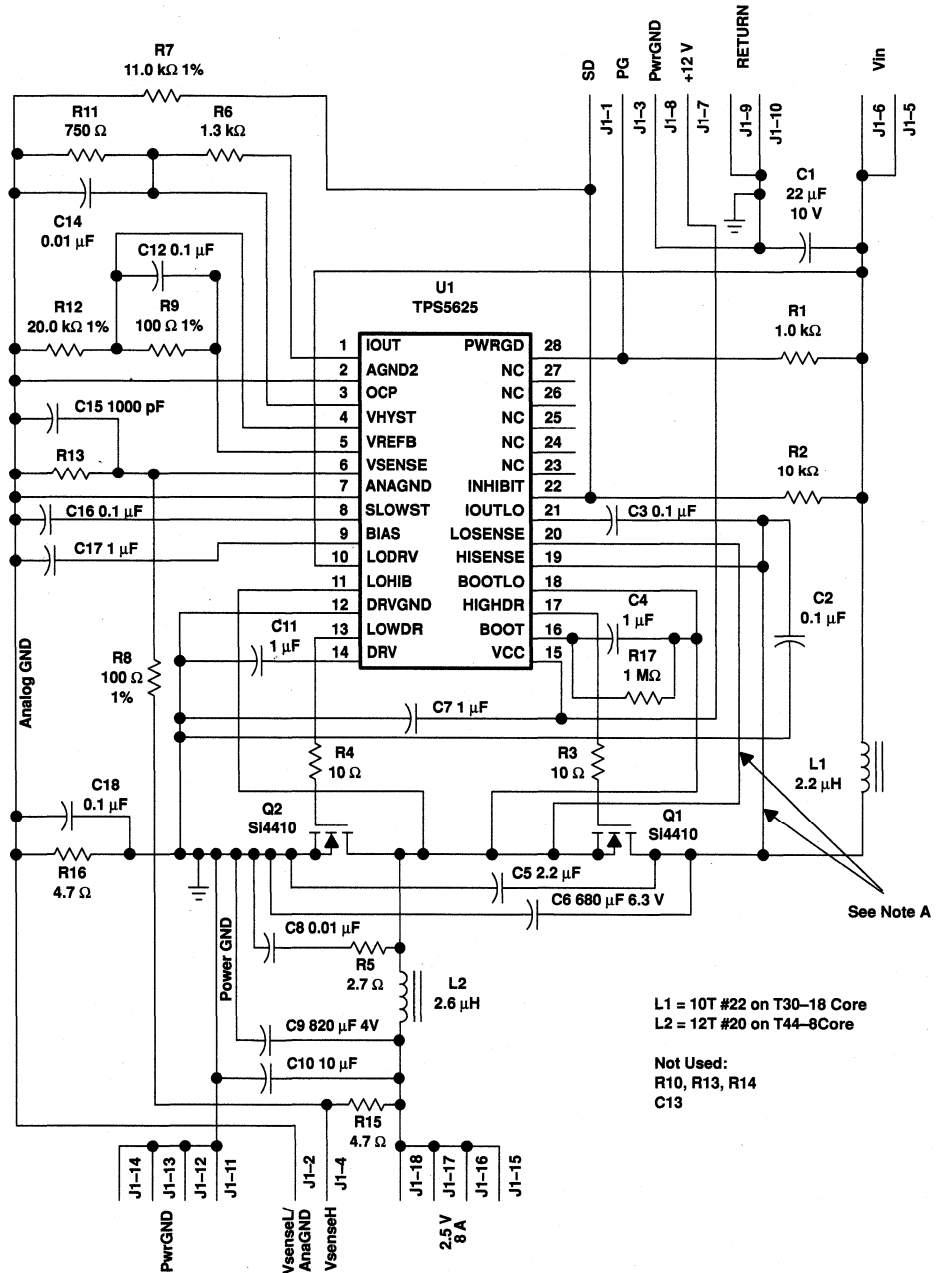 R7
11.0 kΩ 1%
R11
750 Ω
R6
1.3 kΩ
C14
0.01 µF
C12 0.1 µF
R12
20.0 kΩ 1%
R9
100 Ω 1%
C15 1000 pF
R13
C16 0.1 µF
C17 1 µF
SD
PG
PwrGND
+12 V
RETURN
Vin
J1–1
J1–3
J1–8
J1–7
J1–9
J1–10
J1–6
J1–5
C1
22 µF
10 V
U1
TPS5625
1 IOUT
2 AGND2
3 OCP
4 VHYST
5 VREFB
6 VSENSE
7 ANAGND
8 SLOWST
9 BIAS
10 LODRV
11 LOHIB
12 DRVGND
13 LOWDR
14 DRV
PWRGD 28
NC 27
NC 26
NC 25
NC 24
NC 23
INHIBIT 22
IOUTLO 21
LOSENSE 20
HISENSE 19
BOOTLO 18
HIGHDR 17
BOOT 16
VCC 15
R1
1.0 kΩ
R2
10 kΩ
C3 0.1 µF
C2
0.1 µF
C4
1 µF
R17
1 MΩ
C11
1 µF
R8
100 Ω
1%
Analog GND
C7 1 µF
R4
10 Ω
R3
10 Ω
L1
2.2 µH
C18
0.1 µF
Q2
Si4410
Q1
Si4410
R16
4.7 Ω
C5 2.2 µF
C6 680 µF 6.3 V
See Note A
Power GND
C8 0.01 µF
R5
2.7 Ω
L2
2.6 µH
C9 820 µF 4V
C10 10 µF
R15
4.7 Ω
L1 = 10T #22 on T30–18 Core
L2 = 12T #20 on T44–8Core
Not Used:
R10, R13, R14
C13
J1–14
J1–13
J1–12
J1–11
J1–2
J1–4
J1–18
J1–17
J1–16
J1–15
PwrGND
VsenseL/
AnaGND
VsenseH
2.5 V
8 A